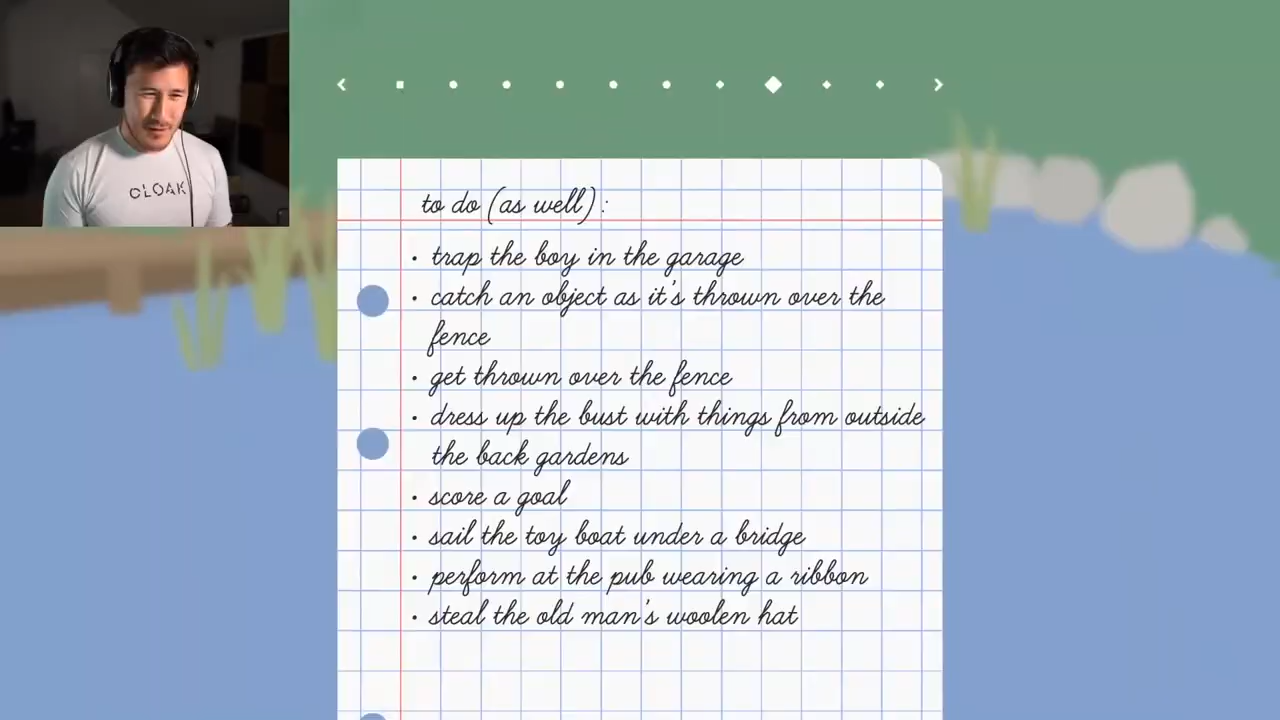 CLOAK
to do (as well):
• trap the boy in the garage
• catch an object as it's thrown over the
fence
• get thrown over the fence
• dress up the bust with things from outside
the back gardens
• score a goal
• sail the toy boat under a bridge
• perform at the pub wearing a ribbon
• steal the old man's woolen hat